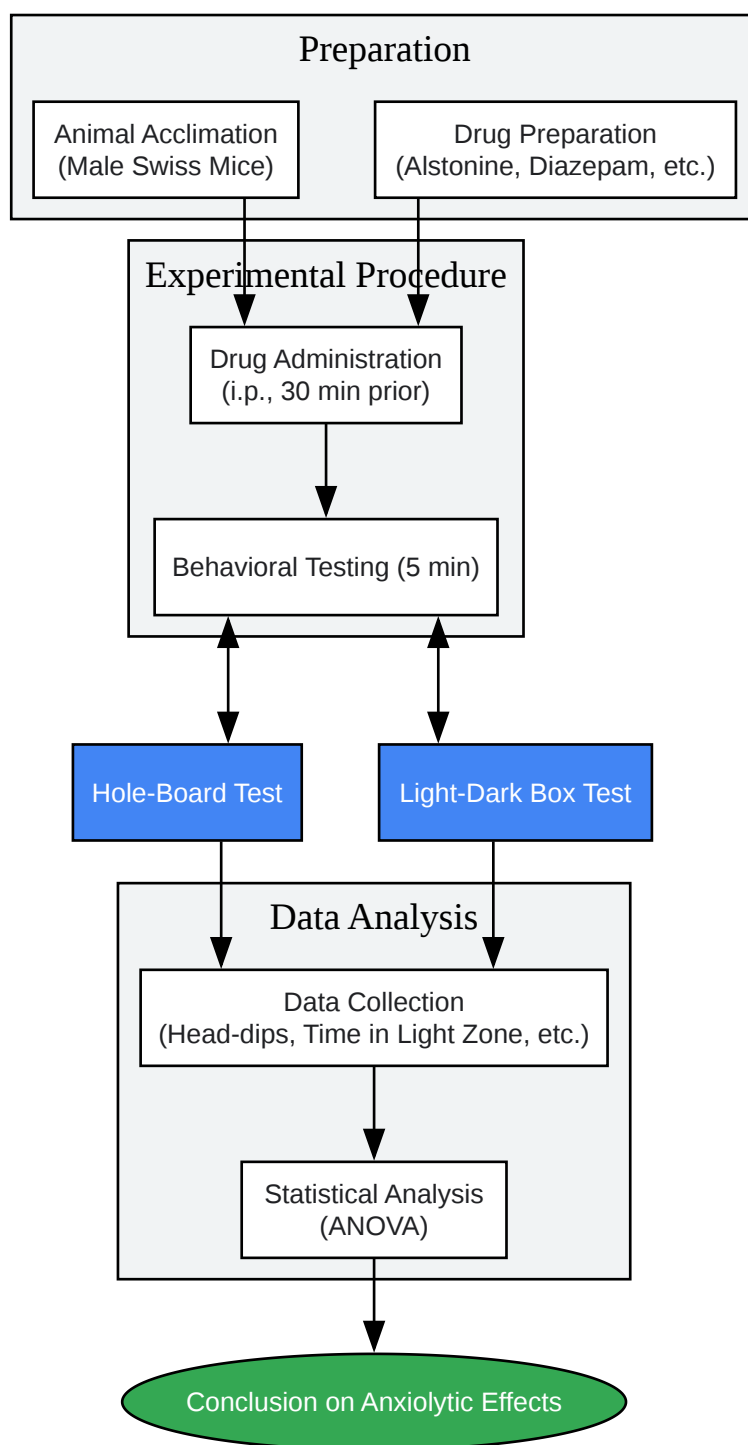 Preparation
Animal Acclimation
(Male Swiss Mice)
Drug Preparation
(Alstonine, Diazepam, etc.)
Experimental Procedure
Drug Administration
(i.p., 30 min prior)
Behavioral Testing (5 min)
Hole-Board Test
Light-Dark Box Test
Data Analysis
Data Collection
(Head-dips, Time in Light Zone, etc.)
Statistical Analysis
(ANOVA)
Conclusion on Anxiolytic Effects